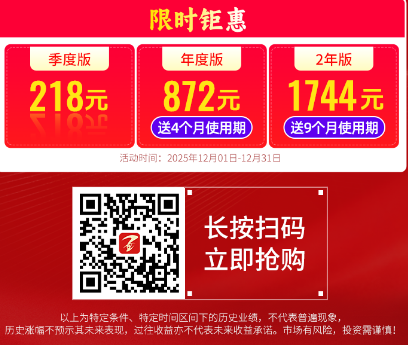 限时钜惠
季度版 年度版 2年版
218元 872元 1744元
送4个月使用期 送9个月使用期
活动时间：2025年12月01日-12月31日
长按扫码
立即抢购
以上为特定条件、特定时间区间下的历史业绩，不代表普遍现象，
历史涨幅不预示其未来表现，过往收益亦不代表未来收益承诺。市场有风险，投资需谨慎！